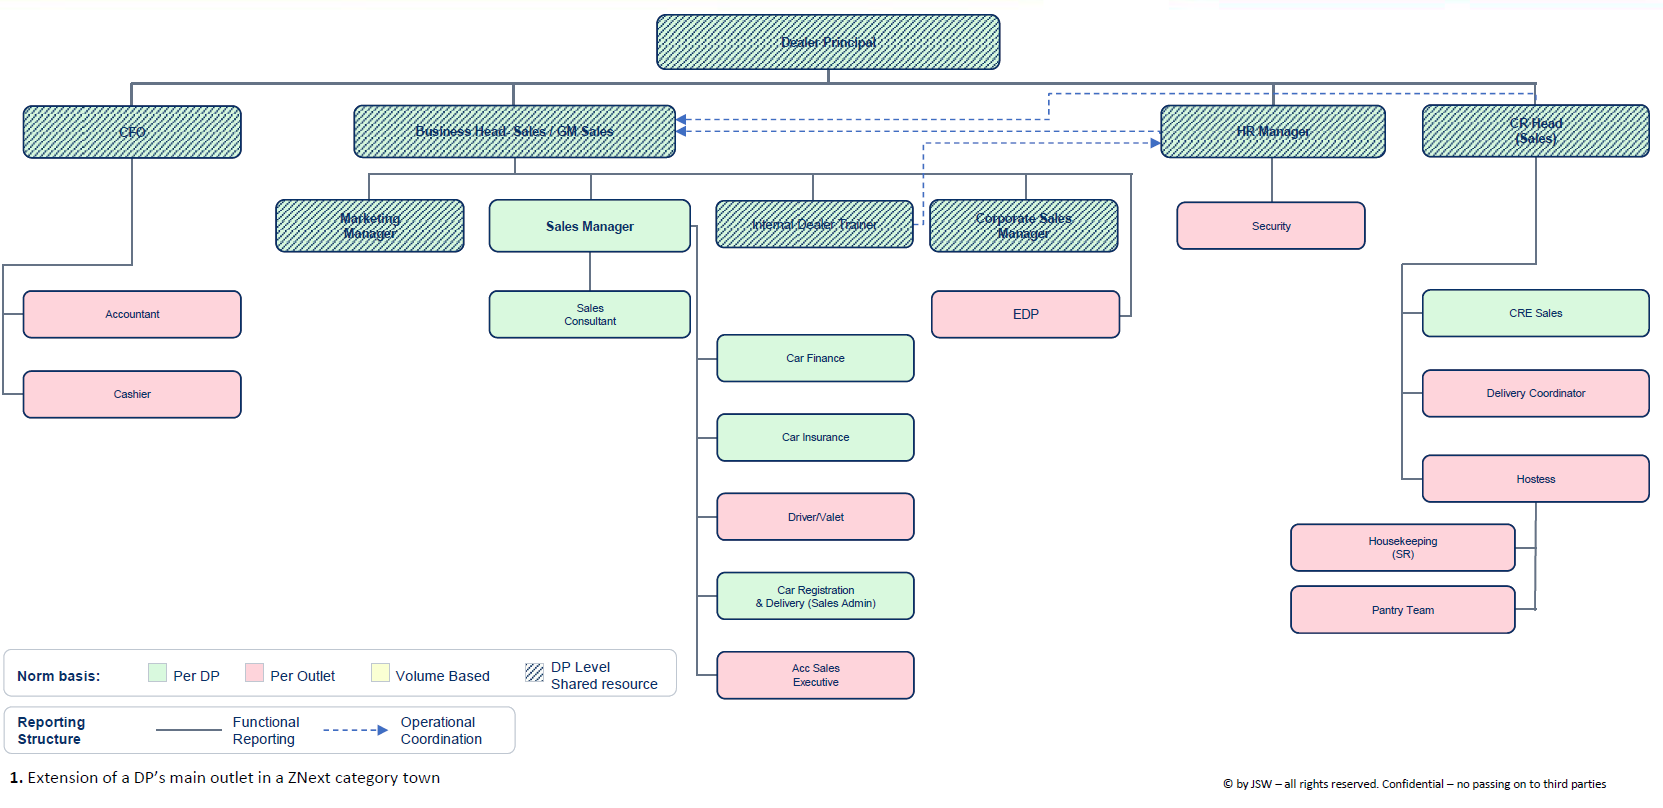 Dealer Principal
CFO
Business Head- Sales / GM Sales
HR Manager
CR Head
(Sales)
Marketing
Manager
Sales Manager
Internal Dealer Trainer
Corporate Sales
Manager
Security
Accountant
Sales
Consultant
EDP
CRE Sales
Car Finance
Cashier
Delivery Coordinator
Car Insurance
Hostess
Driver/Valet
Housekeeping
(SR)
Car Registration
& Delivery (Sales Admin)
Pantry Team
Acc Sales
Executive
Norm basis:
Per DP
Per Outlet
Volume Based
DP Level
Shared resource
Reporting
Structure
Functional
Reporting
Operational
Coordination
1. Extension of a DP's main outlet in a ZNext category town
© by JSW – all rights reserved. Confidential – no passing on to third parties